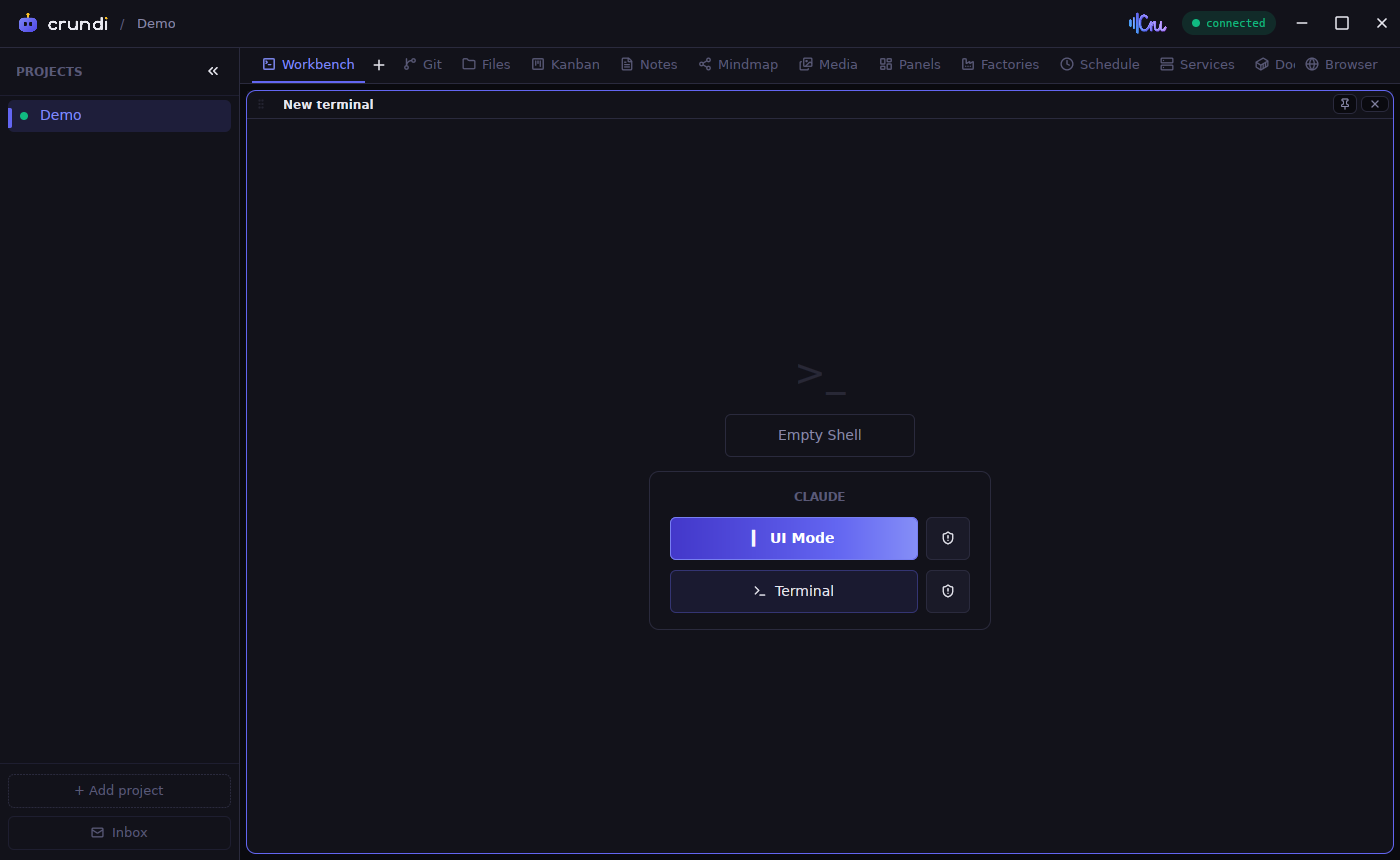 crundi / Demo
Cru
connected
PROJECTS
Workbench
Git
Files
Kanban
Notes
Mindmap
Media
Panels
Factories
Schedule
Services
Browser
Demo
New terminal
>_
Empty Shell
CLAUDE
UI Mode
Terminal
+ Add project
Inbox